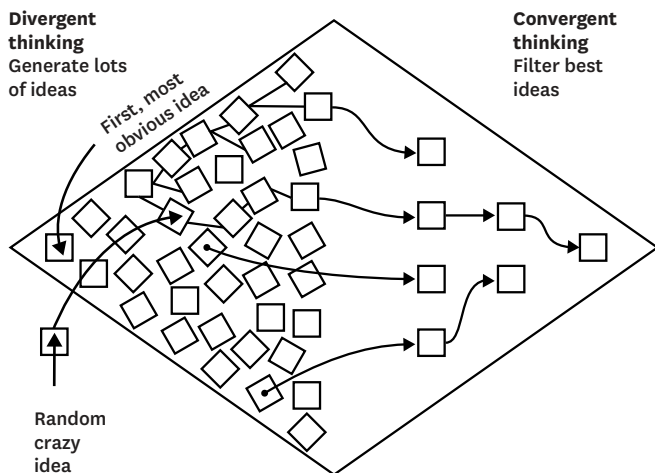 Divergent
thinking
Generate lots
of ideas
First, most
obvious idea
Convergent
thinking
Filter best
ideas
Random
crazy
idea